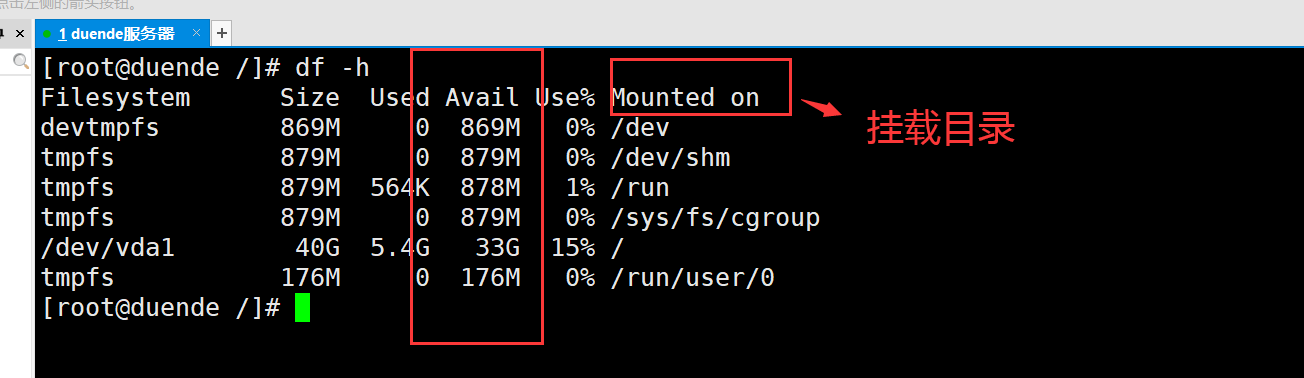 点击左侧的箭头按钮。
1 duende服务器 × +
[root@duende /]# df -h
Filesystem      Size  Used Avail Use% Mounted on
devtmpfs        869M     0  869M   0% /dev
tmpfs           879M     0  879M   0% /dev/shm
tmpfs           879M  564K  878M   1% /run
tmpfs           879M     0  879M   0% /sys/fs/cgroup
/dev/vda1        40G  5.4G   33G  15% /
tmpfs           176M     0  176M   0% /run/user/0
[root@duende /]#
挂载目录